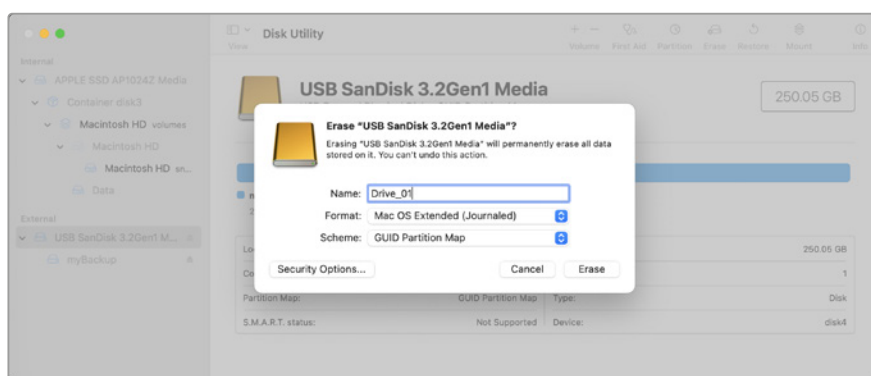 Disk Utility
View
Volume First Aid Partition Erase Restore Mount Info
Internal
APPLE SSD AP1024Z Media
Container disk3
Macintosh HD volumes
Macintosh HD
Macintosh HD sn...
Data
External
USB SanDisk 3.2Gen1 M...
myBackup
USB SanDisk 3.2Gen1 Media
250.05 GB
Erase “USB SanDisk 3.2Gen1 Media”?
Erasing “USB SanDisk 3.2Gen1 Media” will permanently erase all data
stored on it. You can’t undo this action.
Name: Drive_01
Format: Mac OS Extended (Journaled)
Scheme: GUID Partition Map
Security Options... Cancel Erase
250.05 GB
1
Partition Map: GUID Partition Map Type: Disk
S.M.A.R.T. status: Not Supported Device: disk4